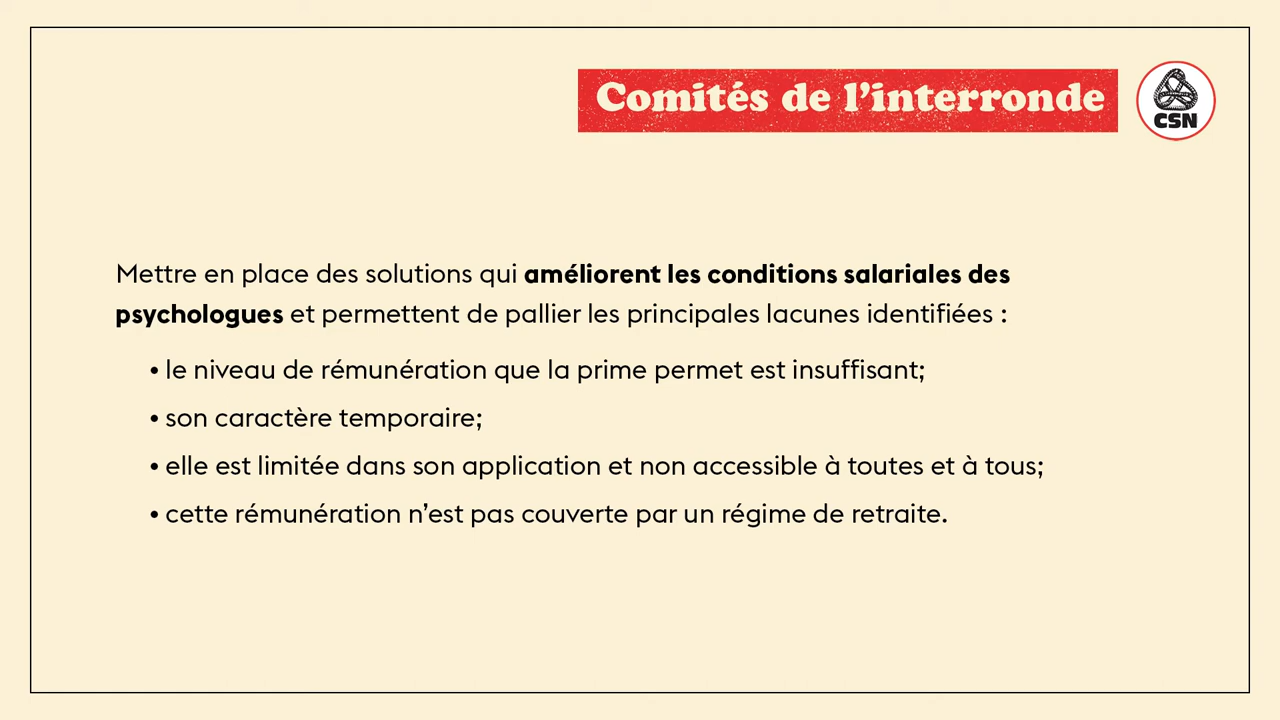 Comités de l’interronde
CSN
Mettre en place des solutions qui améliorent les conditions salariales des
psychologues et permettent de pallier les principales lacunes identifiées :
• le niveau de rémunération que la prime permet est insuffisant;
• son caractère temporaire;
• elle est limitée dans son application et non accessible à toutes et à tous;
• cette rémunération n’est pas couverte par un régime de retraite.